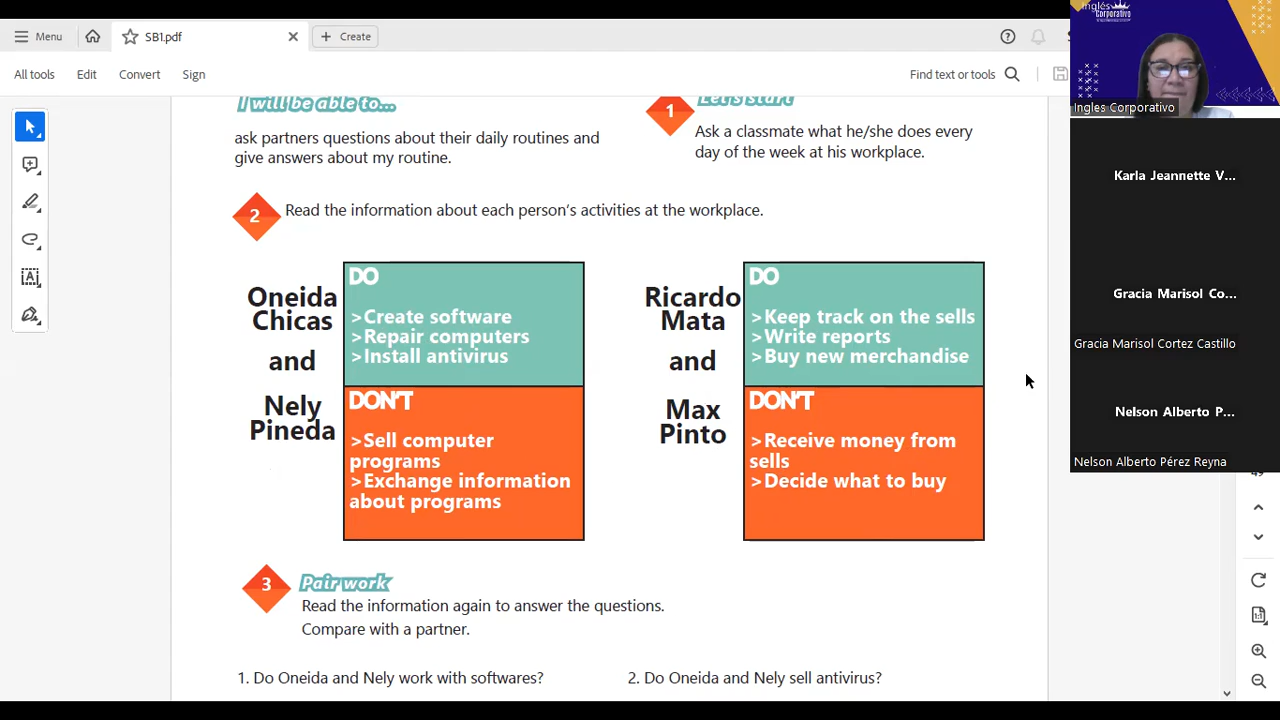 Menu
SB1.pdf
Create
All tools
Edit
Convert
Sign
Find text or tools
I will be able to...
ask partners questions about their daily routines and
give answers about my routine.
1
Let's start
Ask a classmate what he/she does every
day of the week at his workplace.
2
Read the information about each person's activities at the workplace.
Oneida
Chicas
and
Nely
Pineda
DO
>Create software
>Repair computers
>Install antivirus
DON'T
>Sell computer
programs
>Exchange information
about programs
Ricardo
Mata
and
Max
Pinto
DO
>Keep track on the sells
>Write reports
>Buy new merchandise
DON'T
>Receive money from
sells
>Decide what to buy
3
Pair work
Read the information again to answer the questions.
Compare with a partner.
1. Do Oneida and Nely work with softwares?
2. Do Oneida and Nely sell antivirus?
Inglés
Corporativo
Ingles Corporativo
Karla Jeannette V...
Gracia Marisol Co...
Gracia Marisol Cortez Castillo
Nelson Alberto P...
Nelson Alberto Pérez Reyna
1:1